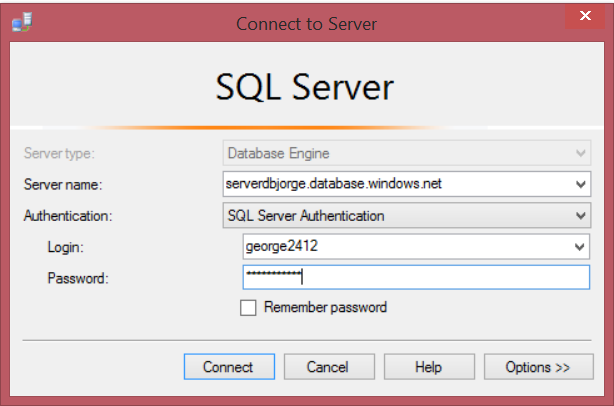 Connect to Server
SQL Server
Server type: Database Engine
Server name: serverdbjorge.database.windows.net
Authentication: SQL Server Authentication
Login: george2412
Password: ***********
Remember password
Connect Cancel Help Options >>